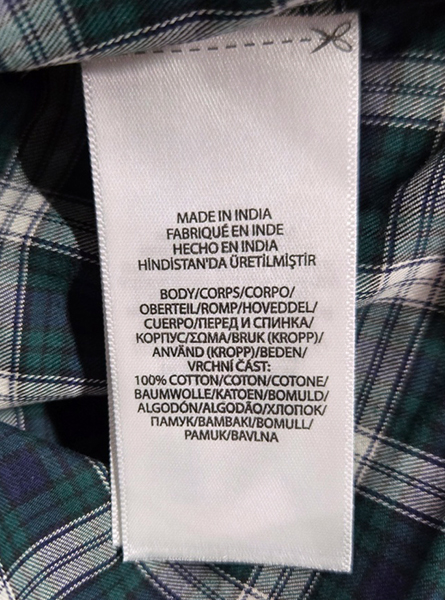 MADE IN INDIA
FABRIQUÉ EN INDE
HECHO EN INDIA
HİNDİSTAN'DA ÜRETİLMİŞTİR
BODY/CORPS/CORPO/
OBERTEIL/ROMP/HOVEDDEL/
CUERPO/ПЕРЕД И СПИНКА/
КОРПУС/ΣΩΜΑ/BRUK (KROPP)/
ANVÄND (KROPP)/BEDEN/
VRCHNÍ ČÁST:
100% COTTON/COTON/COTONE/
BAUMWOLLE/KATOEN/BOMULD/
ALGODÓN/ALGODÃO/ХЛОПОК/
ПАМУК/BAMBAKI/BOMULL/
PAMUK/BAVLNA